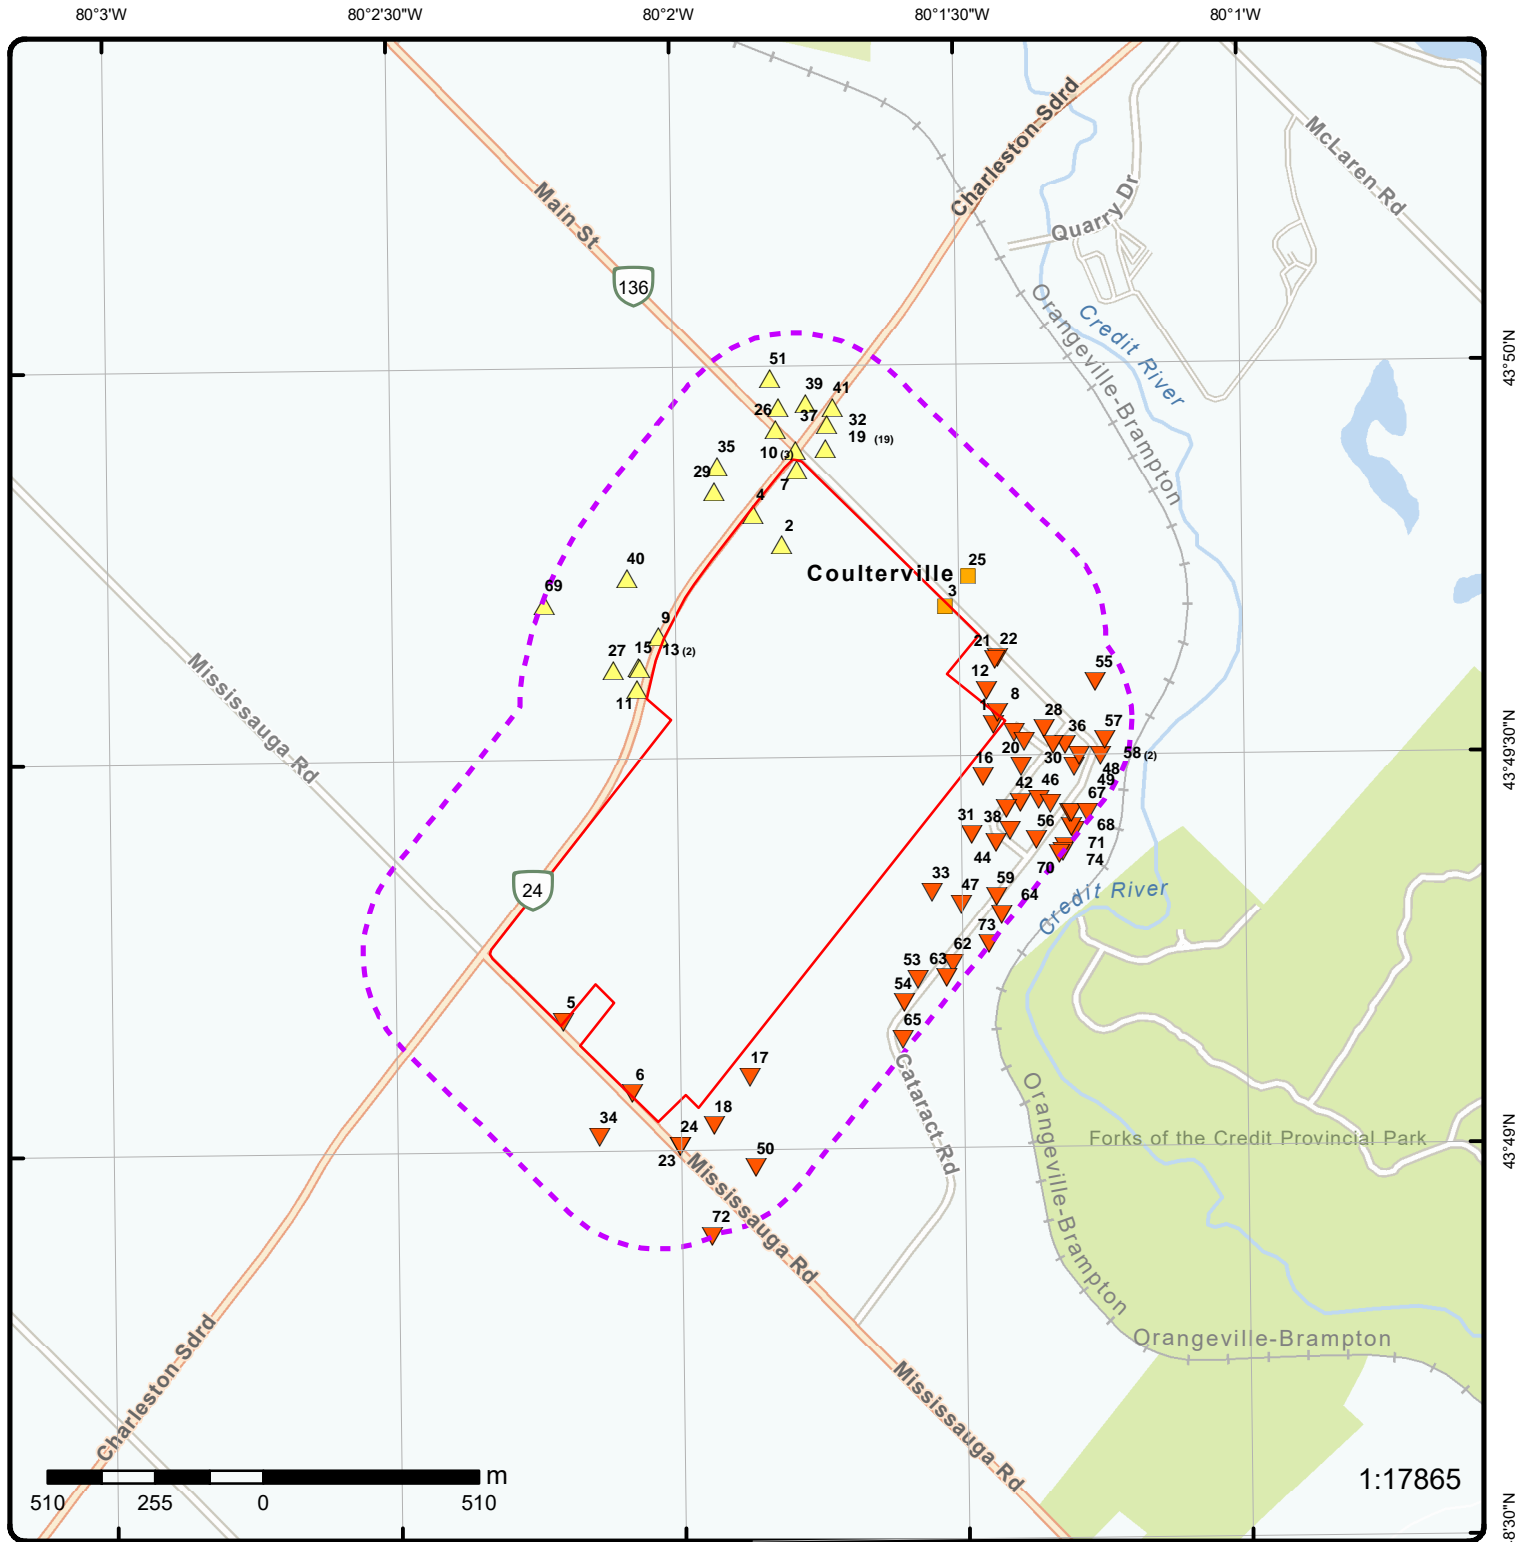 80°3'W
80°2'30"W
80°2'W
80°1'30"W
80°1'W
Main St
136
Charleston Sdrd
McLaren Rd
Quarry Dr
Orangeville-Brampton
Credit River
43°50'N
51
39
41
26
37
32
19 (19)
10 (3)
35
29
7
4
2
Coulterville
25
3
40
69
9
15
13 (2)
27
11
21
22
12
55
8
1
28
57
36
20
30
58 (2)
48
16
49
42
46
67
31
38
56
68
44
71
70
74
33
47
59
64
73
62
63
53
54
65
43°49'30"N
Mississauga Rd
24
Credit River
5
6
17
18
34
24
23
50
72
Cataract Rd
Mississauga Rd
Orangeville-Brampton
Forks of the Credit Provincial Park
43°49'N
Orangeville-Brampton
Charleston Sdrd
Mississauga Rd
m
510
255
0
510
1:17865
8'30"N